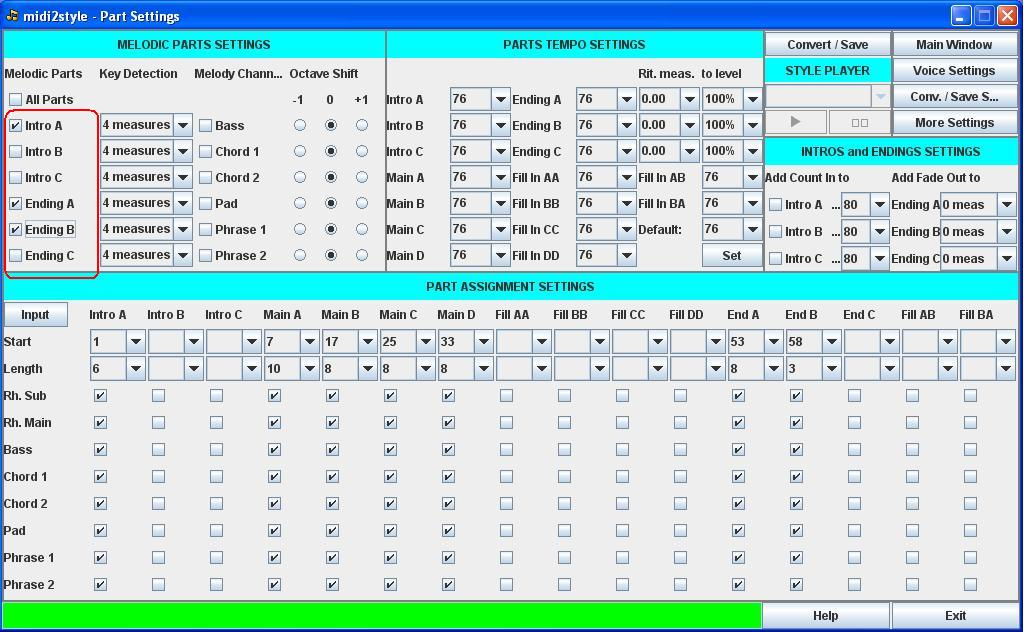 midi2style - Part Settings
MELODIC PARTS SETTINGS
Melodic Parts Key Detection Melody Chann... Octave Shift
All Parts -1 0 +1
Intro A 4 measures Bass
Intro B 4 measures Chord 1
Intro C 4 measures Chord 2
Ending A 4 measures Pad
Ending B 4 measures Phrase 1
Ending C 4 measures Phrase 2
PARTS TEMPO SETTINGS
Rit. meas. to level
Intro A 76 Ending A 76 0.00 100%
Intro B 76 Ending B 76 0.00 100%
Intro C 76 Ending C 76 0.00 100%
Main A 76 Fill In AA 76 Fill In AB 76
Main B 76 Fill In BB 76 Fill In BA 76
Main C 76 Fill In CC 76 Default: 76
Main D 76 Fill In DD 76 Set
Convert / Save Main Window
STYLE PLAYER Voice Settings
Conv. / Save S...
More Settings
INTROS and ENDINGS SETTINGS
Add Count In to Add Fade Out to
Intro A ... 80 Ending A 0 meas
Intro B ... 80 Ending B 0 meas
Intro C ... 80 Ending C 0 meas
PART ASSIGNMENT SETTINGS
Input Intro A Intro B Intro C Main A Main B Main C Main D Fill AA Fill BB Fill CC Fill DD End A End B End C Fill AB Fill BA
Start 1 7 17 25 33 53 58
Length 6 10 8 8 8 8 3
Rh. Sub
Rh. Main
Bass
Chord 1
Chord 2
Pad
Phrase 1
Phrase 2
Help Exit